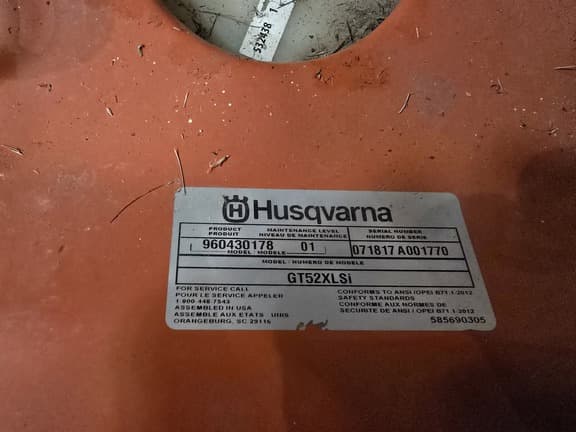 532438 1
Husqvarna
PRODUCT MAINTENANCE LEVEL SERIAL NUMBER
PRODUIT NIVEAU DE MAINTENANCE NUMERO DE SERIE
960430178 01 071817A001770
MODEL / MODELE
MODEL / NUMERO DE MODELE
GT52XLSi
FOR SERVICE CALL
POUR LE SERVICE APPELER
1-800-448-7543
ASSEMBLED IN USA
ASSEMBLE AUX ETATS UNIS
ORANGEBURG, SC 29115
CONFORMS TO ANSI / OPEI B71.1-2012
SAFETY STANDARDS
CONFORME AUX NORMES DE
SECURITE DE ANSI / OPEI B71.1-2012
585690305